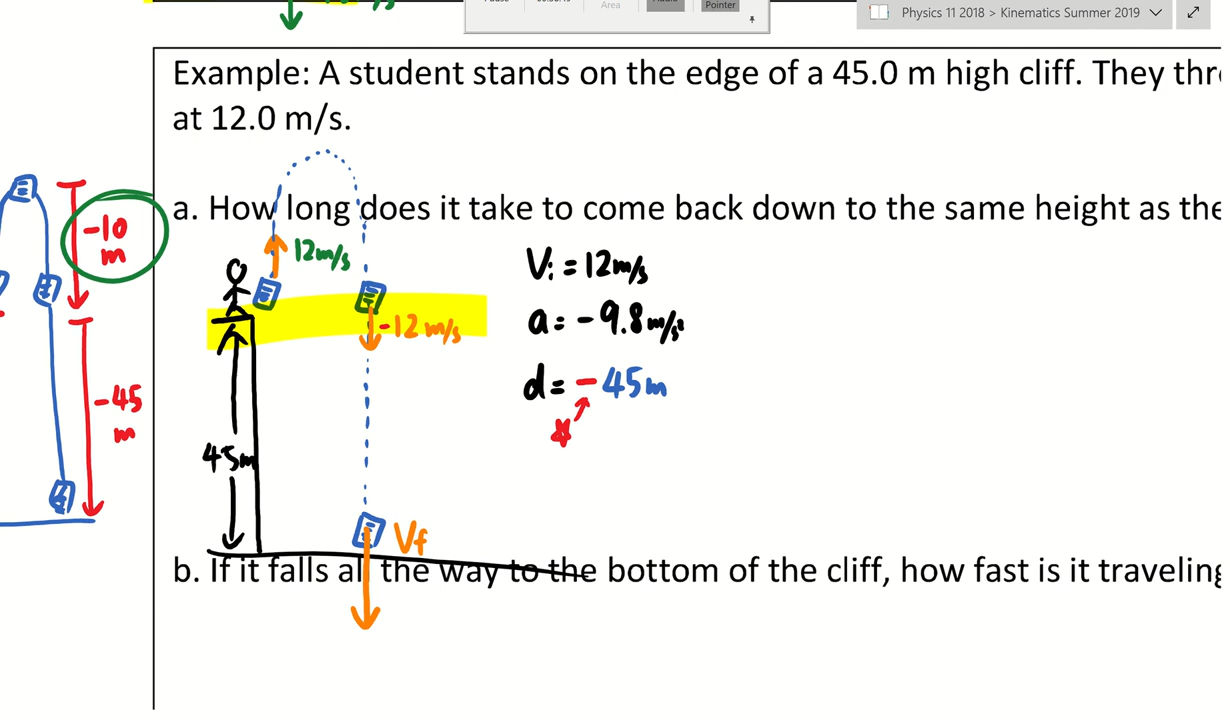 Area
Pointer
Physics 11 2018 > Kinematics Summer 2019
Example: A student stands on the edge of a 45.0 m high cliff. They
at 12.0 m/s.
a. How long does it take to come back down to the same height as
-10
m
12m/s
Vi = 12m/s
-12 m/s
a = -9.8m/s²
d = -45m
-45
m
45m
Vf
b. If it falls all the way to the bottom of the cliff, how fast is it